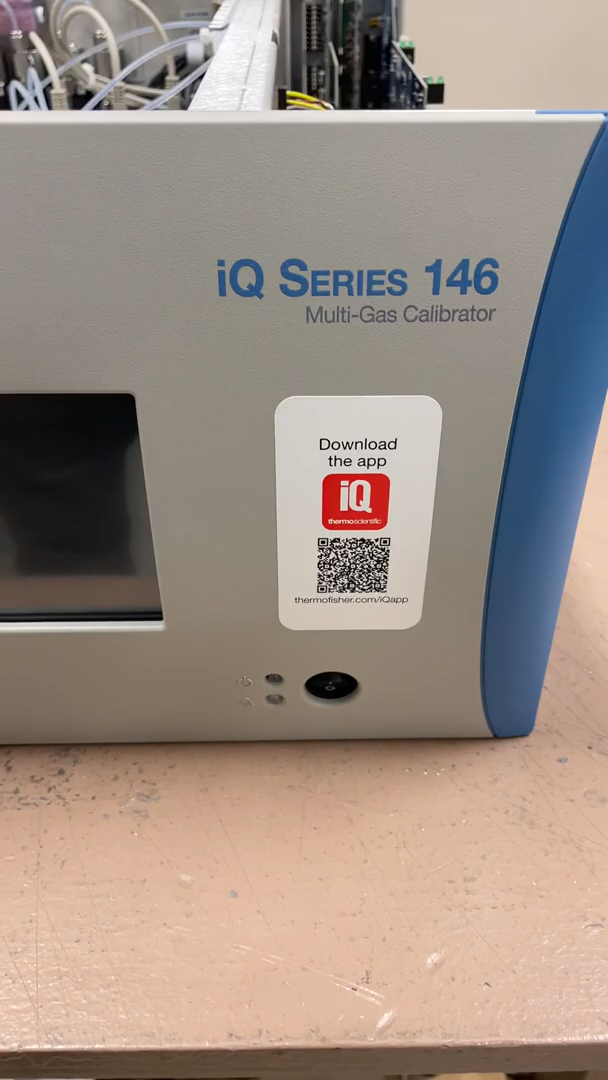 iQ SERIES 146
Multi-Gas Calibrator
Download
the app
iQ
thermoscientific
thermofisher.com/iQapp